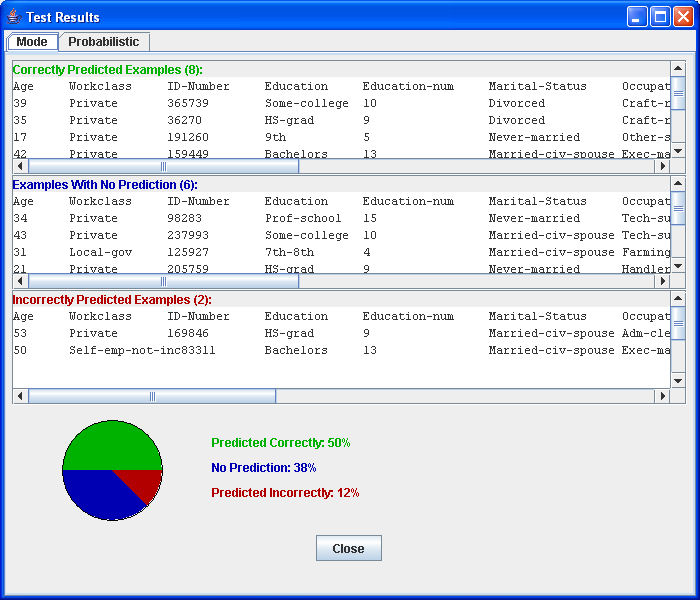 Test Results
Mode Probabilistic
Correctly Predicted Examples (8):
Age Workclass ID-Number Education Education-num Marital-Status Occupat
39 Private 365739 Some-college 10 Divorced Craft-r
35 Private 36270 HS-grad 9 Divorced Craft-r
17 Private 191260 9th 5 Never-married Other-s
42 Private 159449 Bachelors 13 Married-civ-spouse Exec-ma
Examples With No Prediction (6):
Age Workclass ID-Number Education Education-num Marital-Status Occupat
34 Private 98283 Prof-school 15 Never-married Tech-su
43 Private 237993 Some-college 10 Married-civ-spouse Tech-su
31 Local-gov 125927 7th-8th 4 Married-civ-spouse Farming
21 Private 205759 HS-grad 9 Never-married Handler
Incorrectly Predicted Examples (2):
Age Workclass ID-Number Education Education-num Marital-Status Occupat
53 Private 169846 HS-grad 9 Married-civ-spouse Adm-cle
50 Self-emp-not-inc83311 Bachelors 13 Married-civ-spouse Exec-ma
Predicted Correctly: 50%
No Prediction: 38%
Predicted Incorrectly: 12%
Close